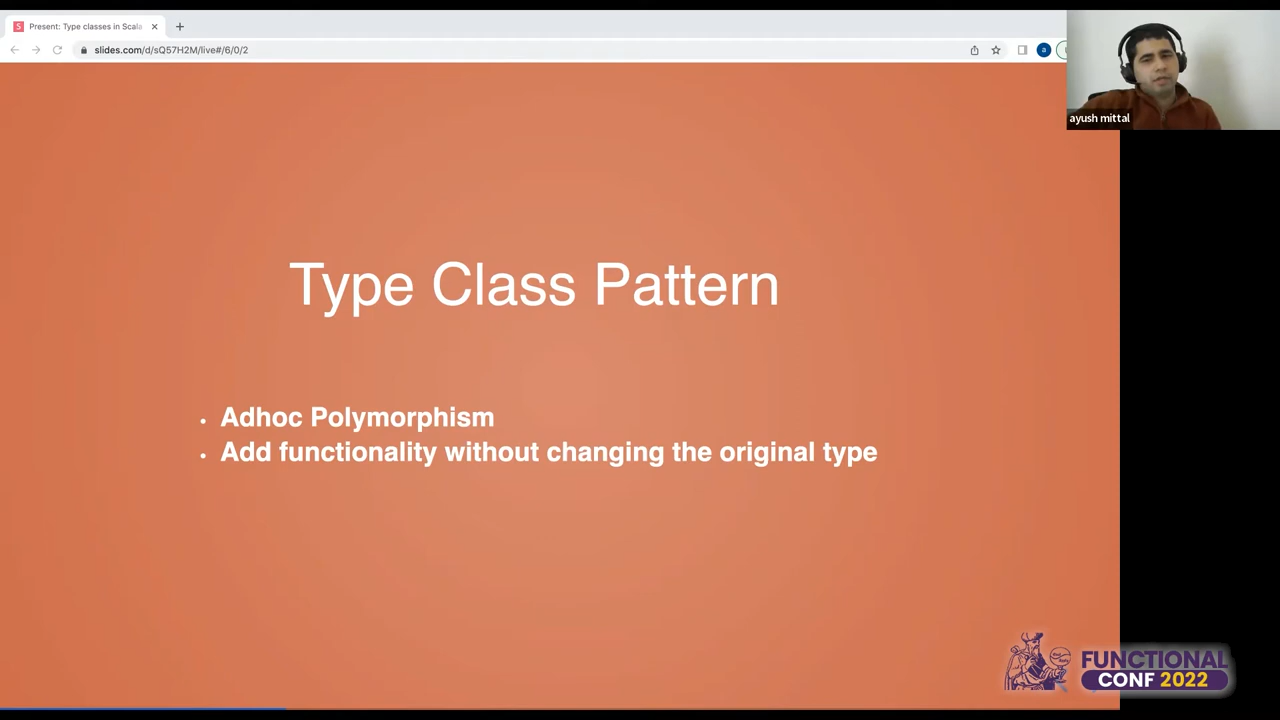 Present: Type classes in Scala
slides.com/d/sQ57H2M/live#/6/0/2
a
ayush mittal
Type Class Pattern
Adhoc Polymorphism
Add functionality without changing the original type
FUNCTIONAL
CONF 2022